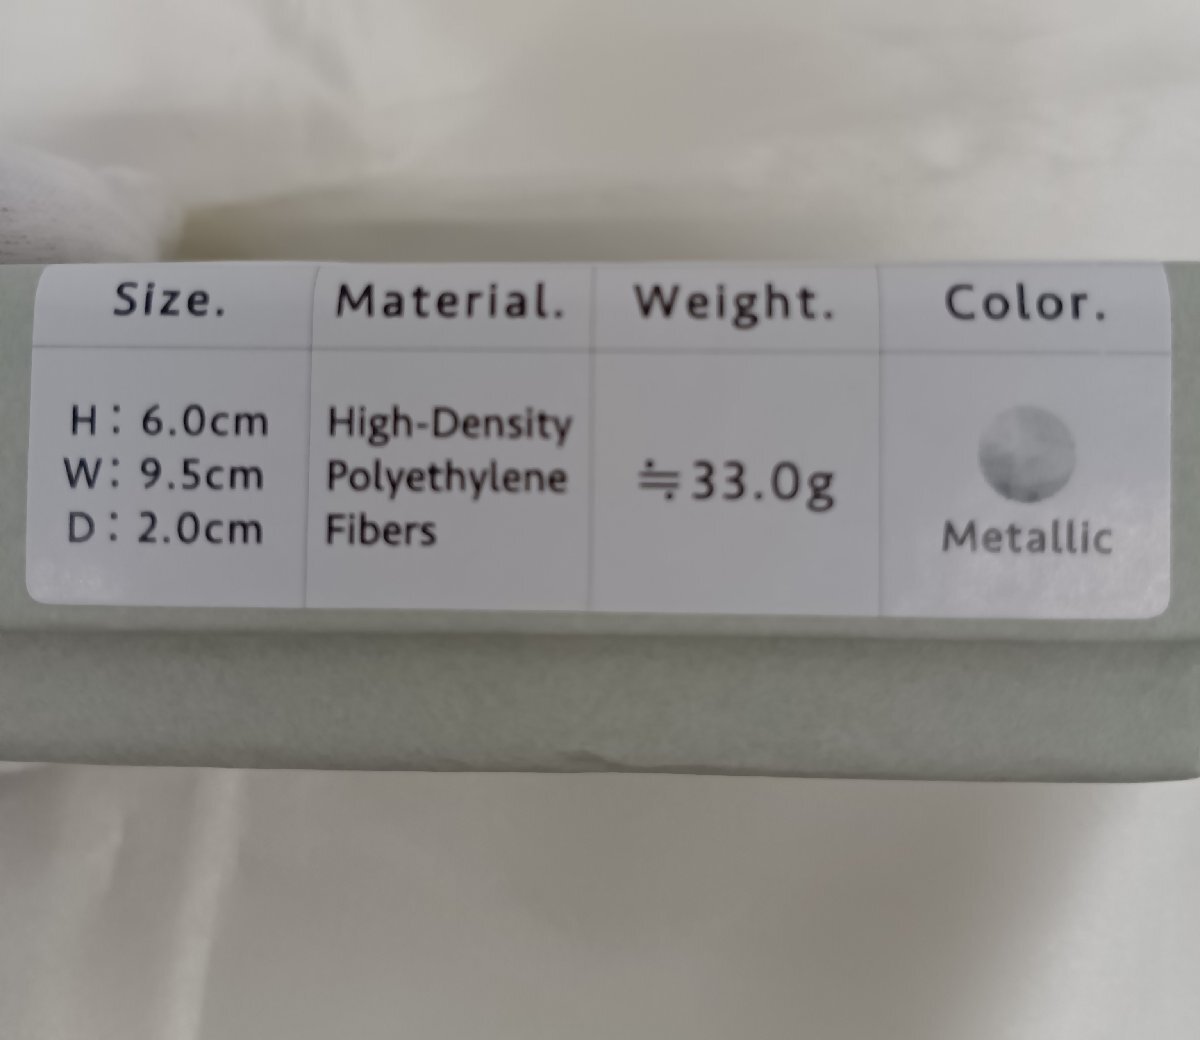 Size. Material. Weight. Color.
H：6.0cm
W：9.5cm
D：2.0cm
High-Density
Polyethylene
Fibers
≒33.0g
Metallic